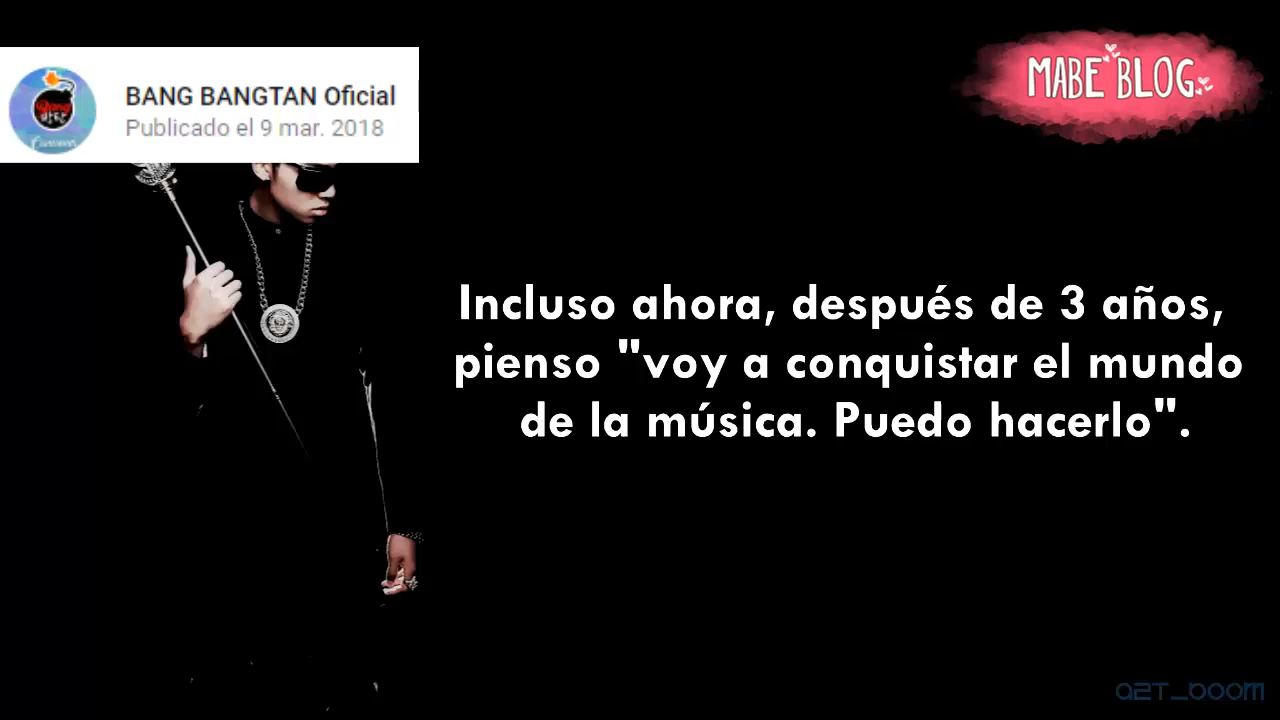 BANG BANGTAN Oficial
Publicado el 9 mar. 2018
MABE BLOG
Incluso ahora, después de 3 años,
pienso "voy a conquistar el mundo
de la música. Puedo hacerlo".
a2t_boom